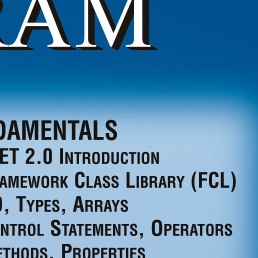 RAM
DAMENTALS
ET 2.0 INTRODUCTION
AMEWORK CLASS LIBRARY (FCL)
, TYPES, ARRAYS
NTROL STATEMENTS, OPERATORS
ETHODS, PROPERTIES